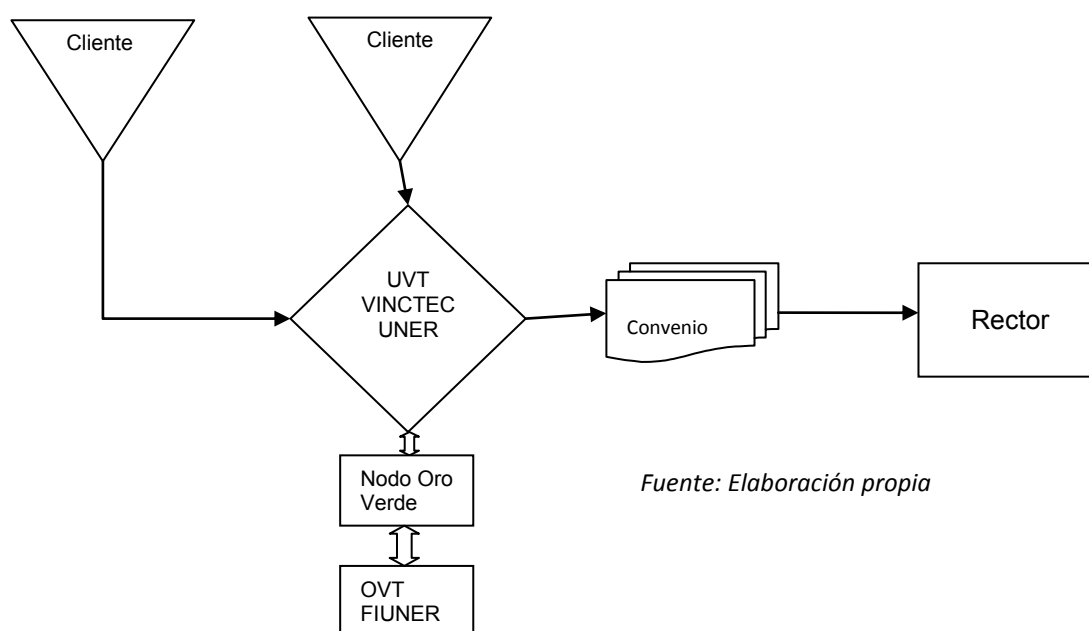 Cliente
Cliente
UVT
VINCTEC
UNER
Convenio
Rector
Nodo Oro
Verde
Fuente: Elaboración propia
OVT
FIUNER